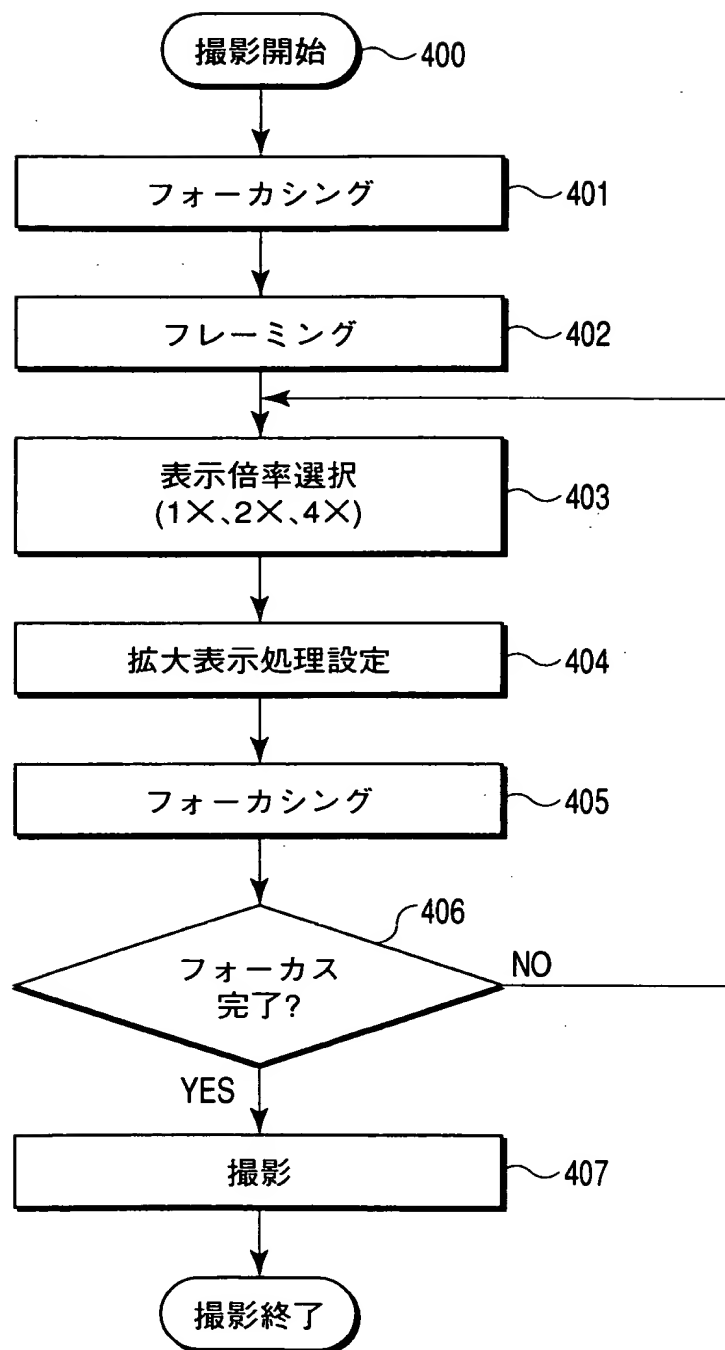 撮影開始
400
フォーカシング
401
フレーミング
402
表示倍率選択
(1×、2×、4×)
403
拡大表示処理設定
404
フォーカシング
405
406
フォーカス
完了?
NO
YES
撮影
407
撮影終了